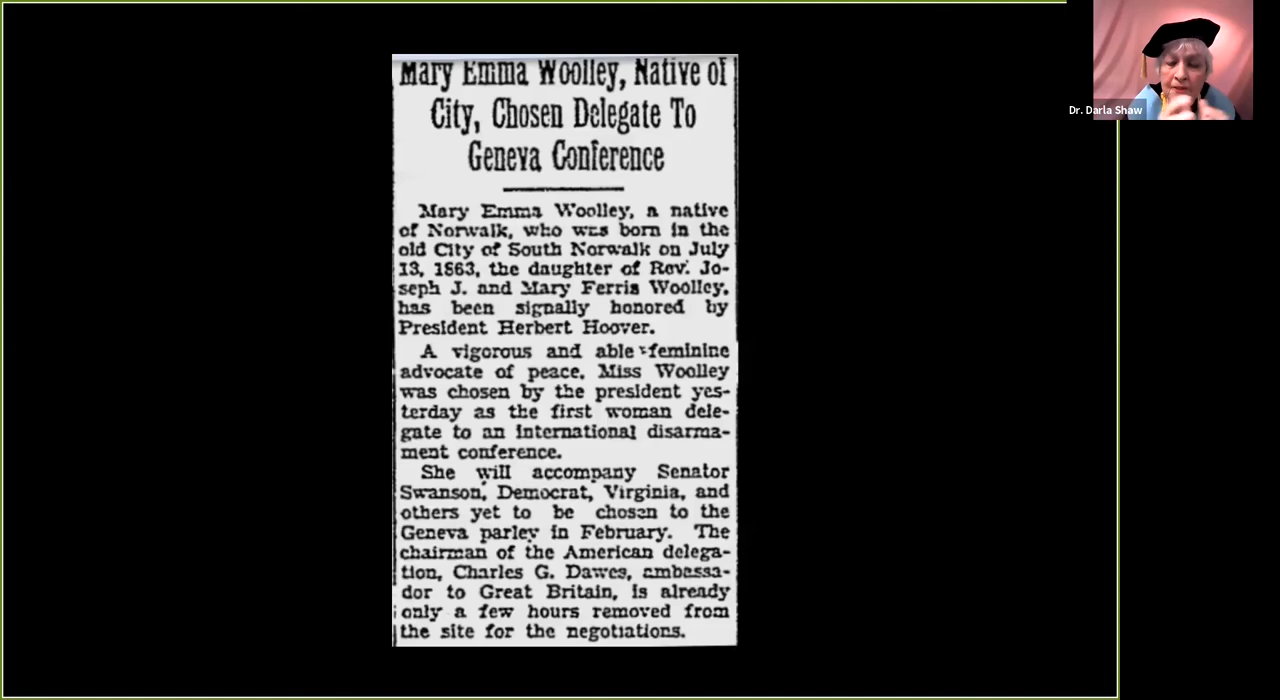 Mary Emma Woolley, Native of
City, Chosen Delegate To
Geneva Conference
Mary Emma Woolley, a native
of Norwalk, who was born in the
old City of South Norwalk on July
13, 1863, the daughter of Rev. Jo-
seph J. and Mary Ferris Woolley,
has been signally honored by
President Herbert Hoover.
A vigorous and able feminine
advocate of peace, Miss Woolley
was chosen by the president yes-
terday as the first woman dele-
gate to an international disarma-
ment conference.
She will accompany Senator
Swanson, Democrat, Virginia, and
others yet to be chosen to the
Geneva parley in February. The
chairman of the American delega-
tion, Charles G. Dawes, ambassa-
dor to Great Britain, is already
only a few hours removed from
the site for the negotiations.
Dr. Darla Shaw